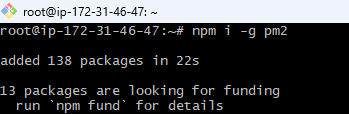 root@ip-172-31-46-47: ~
root@ip-172-31-46-47:~# npm i -g pm2
added 138 packages in 22s
13 packages are looking for funding
  run `npm fund` for details